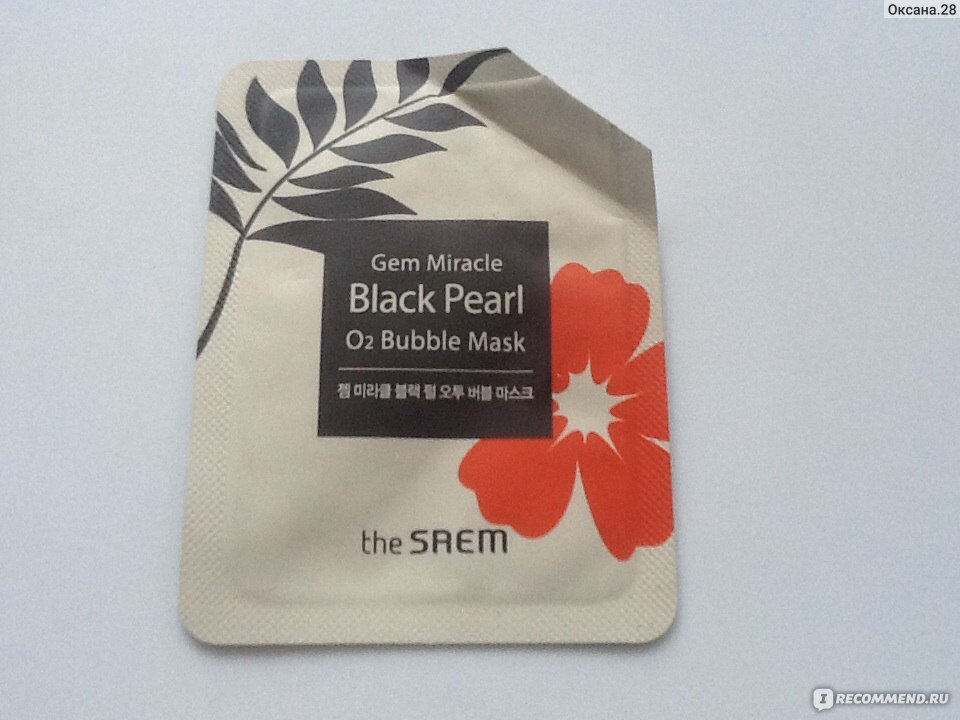 Оксана.28
Gem Miracle
Black Pearl
O2 Bubble Mask
젬 미라클 블랙 펄 오투 버블 마스크
the SAEM
RECOMMEND.RU